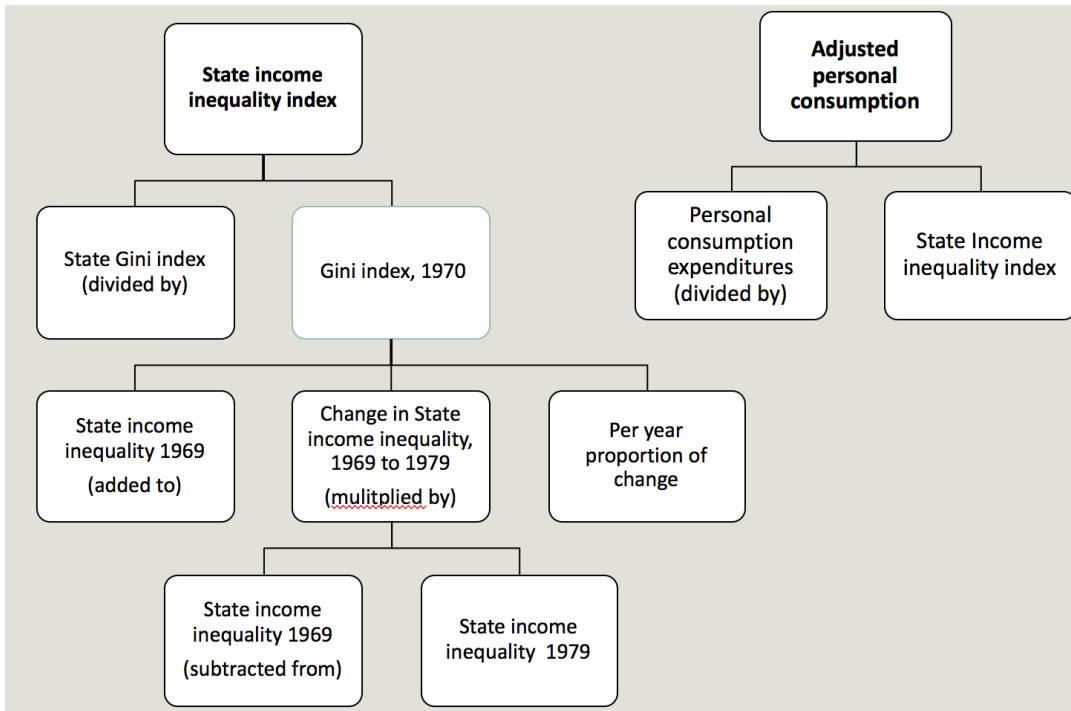 State income
inequality index
Adjusted
personal
consumption
State Gini index
(divided by)
Gini index, 1970
Personal
consumption
expenditures
(divided by)
State Income
inequality index
State income
inequality 1969
(added to)
Change in State
income inequality,
1969 to 1979
(mulitplied by)
Per year
proportion of
change
State income
inequality 1969
(subtracted from)
State income
inequality 1979